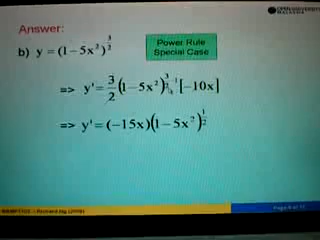 Answer:
b) y = (1 − 5x²)^(3/2)
Power Rule
Special Case
=> y' = 3/2 (1 − 5x²)^(3/2 − 1) [−10x]
=> y' = (−15x)(1 − 5x²)^(1/2)